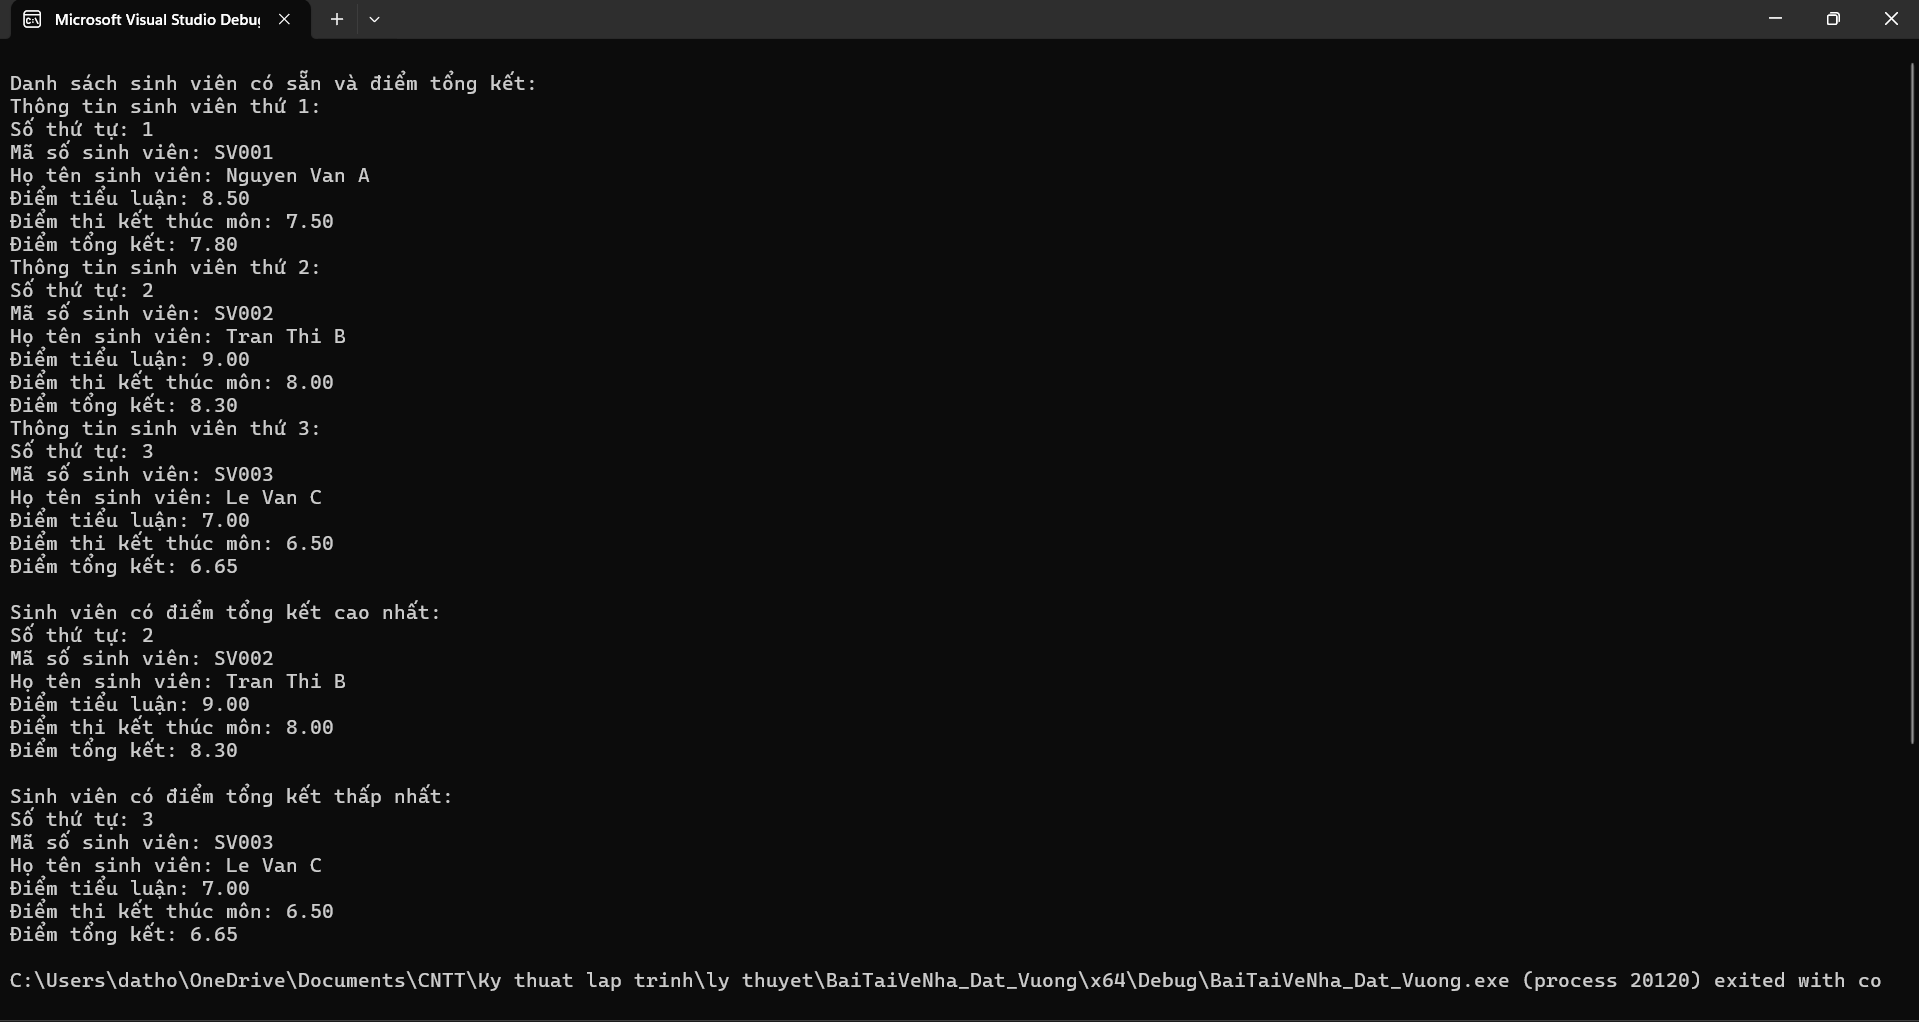 Microsoft Visual Studio Debu
Danh sách sinh viên có sẵn và điểm tổng kết:
Thông tin sinh viên thứ 1:
Số thứ tự: 1
Mã số sinh viên: SV001
Họ tên sinh viên: Nguyen Van A
Điểm tiểu luận: 8.50
Điểm thi kết thúc môn: 7.50
Điểm tổng kết: 7.80
Thông tin sinh viên thứ 2:
Số thứ tự: 2
Mã số sinh viên: SV002
Họ tên sinh viên: Tran Thi B
Điểm tiểu luận: 9.00
Điểm thi kết thúc môn: 8.00
Điểm tổng kết: 8.30
Thông tin sinh viên thứ 3:
Số thứ tự: 3
Mã số sinh viên: SV003
Họ tên sinh viên: Le Van C
Điểm tiểu luận: 7.00
Điểm thi kết thúc môn: 6.50
Điểm tổng kết: 6.65
Sinh viên có điểm tổng kết cao nhất:
Số thứ tự: 2
Mã số sinh viên: SV002
Họ tên sinh viên: Tran Thi B
Điểm tiểu luận: 9.00
Điểm thi kết thúc môn: 8.00
Điểm tổng kết: 8.30
Sinh viên có điểm tổng kết thấp nhất:
Số thứ tự: 3
Mã số sinh viên: SV003
Họ tên sinh viên: Le Van C
Điểm tiểu luận: 7.00
Điểm thi kết thúc môn: 6.50
Điểm tổng kết: 6.65
C:\Users\datho\OneDrive\Documents\CNTT\Ky thuat lap trinh\ly thuyet\BaiTaiVeNha_Dat_Vuong\x64\Debug\BaiTaiVeNha_Dat_Vuong.exe (process 20120) exited with co